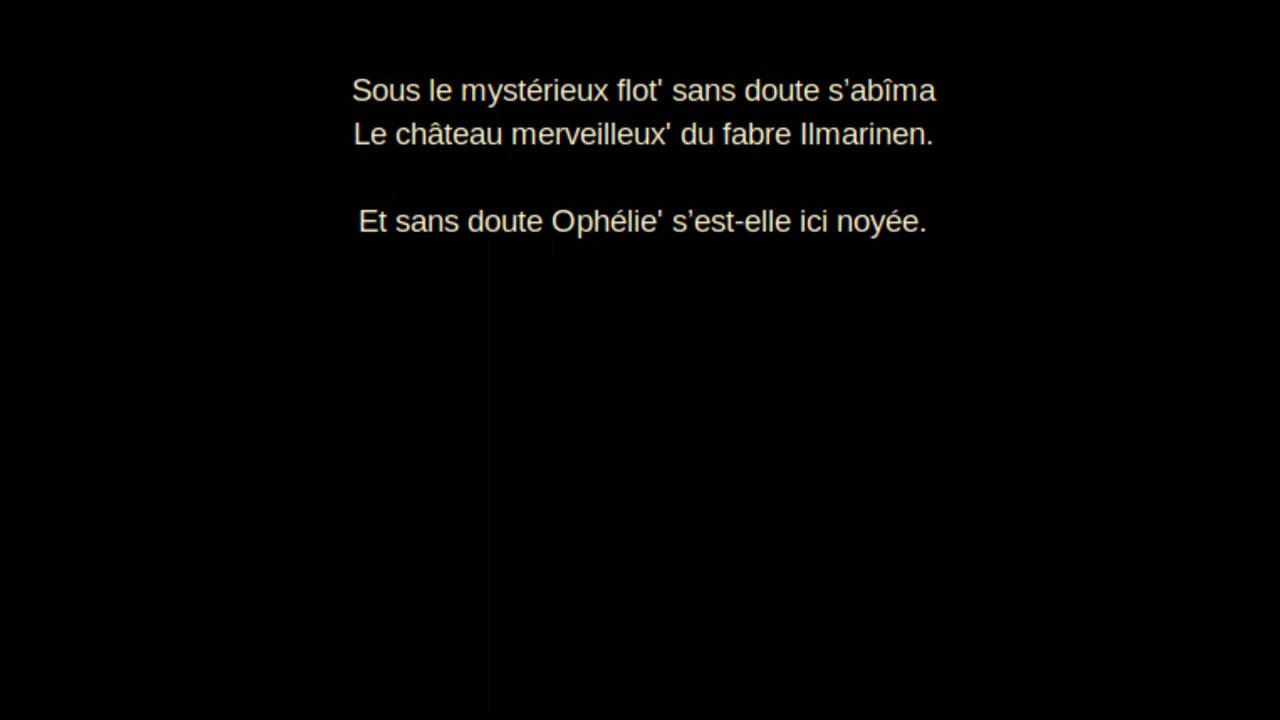 Sous le mystérieux flot' sans doute s’abîma
Le château merveilleux' du fabre Ilmarinen.
Et sans doute Ophélie' s’est-elle ici noyée.